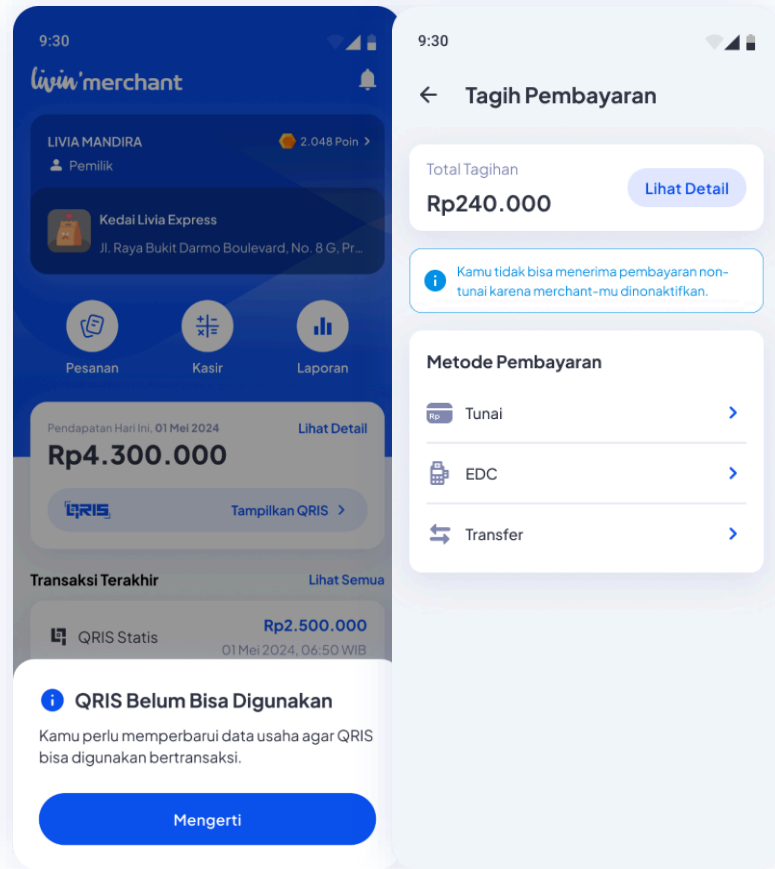 9:30
livin'merchant
LIVIA MANDIRA
2.048 Poin
Pemilik
Kedai Livia Express
Jl. Raya Bukit Darmo Boulevard, No. 8 G, Pr...
Pesanan
Kasir
Laporan
Pendapatan Hari Ini, 01 Mei 2024
Lihat Detail
Rp4.300.000
QRIS
Tampilkan QRIS
Transaksi Terakhir
Lihat Semua
QRIS Statis
Rp2.500.000
01 Mei 2024, 06:50 WIB
QRIS Belum Bisa Digunakan
Kamu perlu memperbarui data usaha agar QRIS
bisa digunakan bertransaksi.
Mengerti
9:30
Tagih Pembayaran
Total Tagihan
Rp240.000
Lihat Detail
Kamu tidak bisa menerima pembayaran non-
tunai karena merchant-mu dinonaktifkan.
Metode Pembayaran
Rp
Tunai
EDC
Transfer